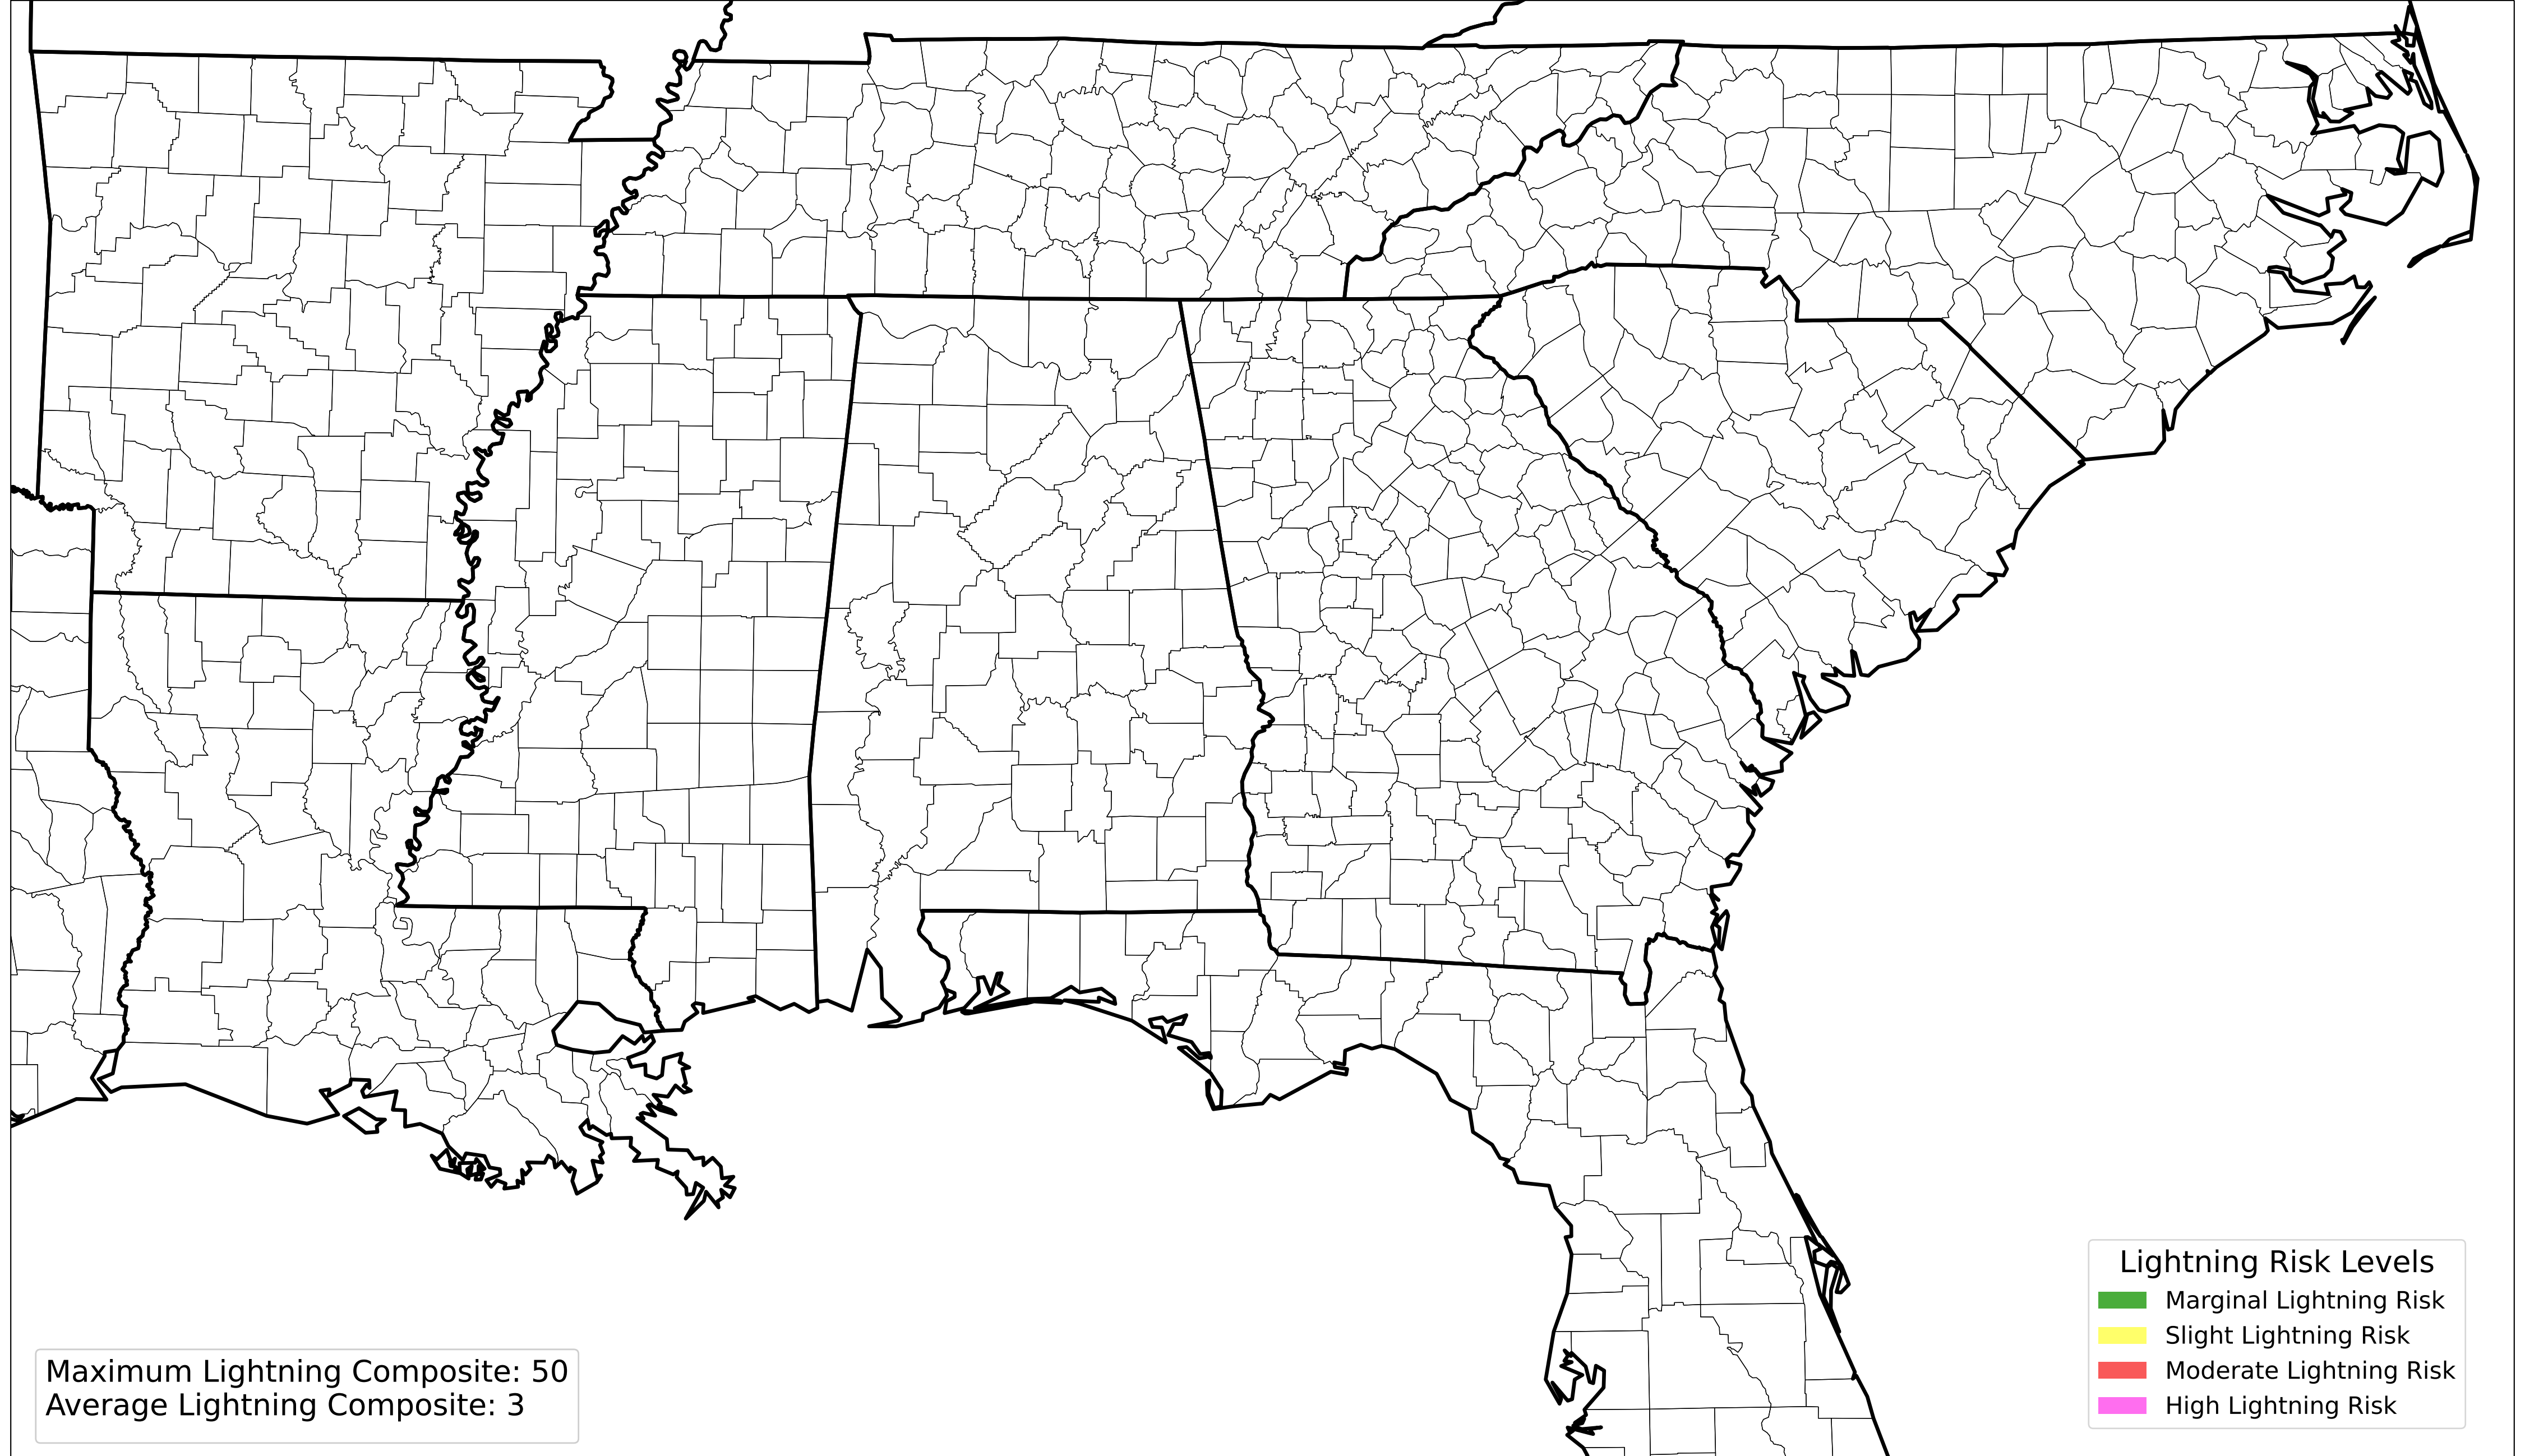 Lightning Risk Levels
Marginal Lightning Risk
Slight Lightning Risk
Moderate Lightning Risk
High Lightning Risk
Maximum Lightning Composite: 50
Average Lightning Composite: 3